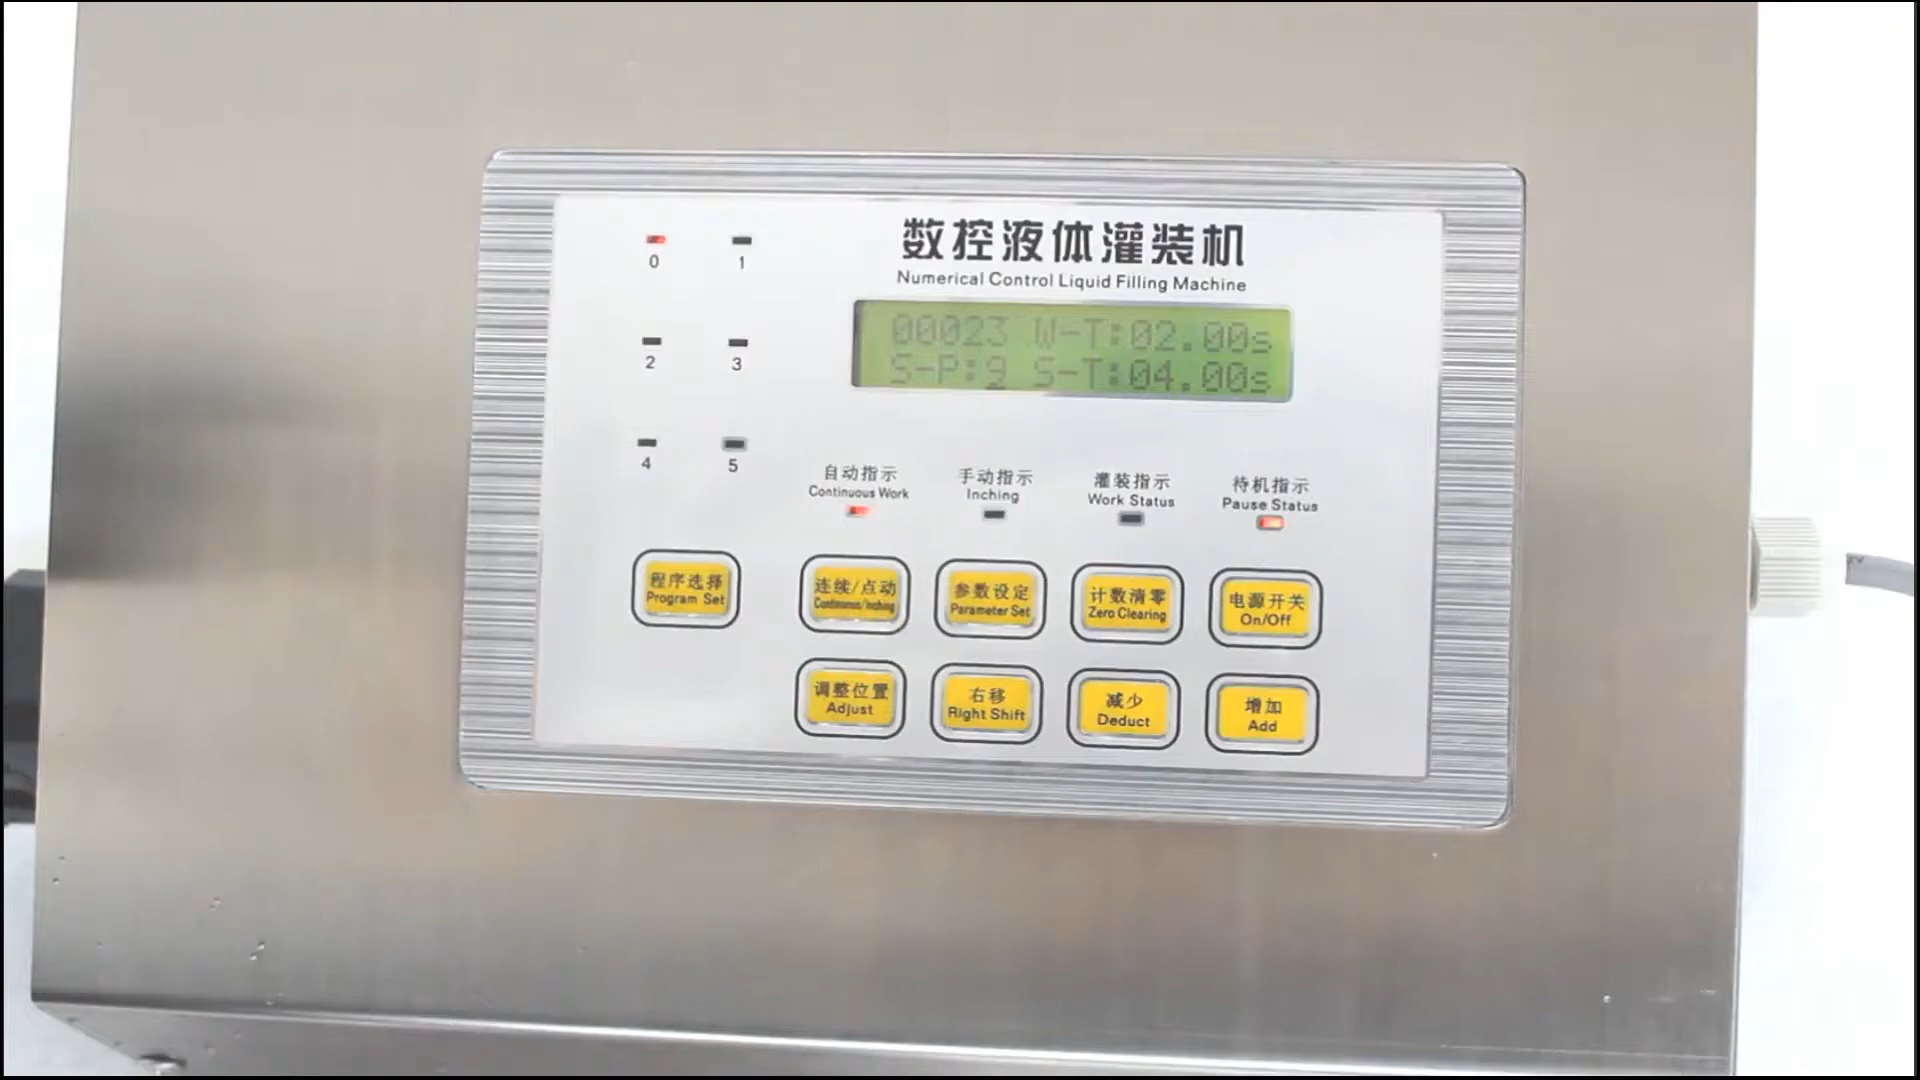 数控液体灌装机
Numerical Control Liquid Filling Machine
0
1
00023 W-T:02.00s
S-P:9 S-T:04.00s
2
3
4
5
自动指示
Continuous Work
手动指示
Inching
灌装指示
Work Status
待机指示
Pause Status
程序选择
Program Set
连续/点动
Continuous/Inching
参数设定
Parameter Set
计数清零
Zero Clearing
电源开关
On/Off
调整位置
Adjust
右移
Right Shift
减少
Deduct
增加
Add